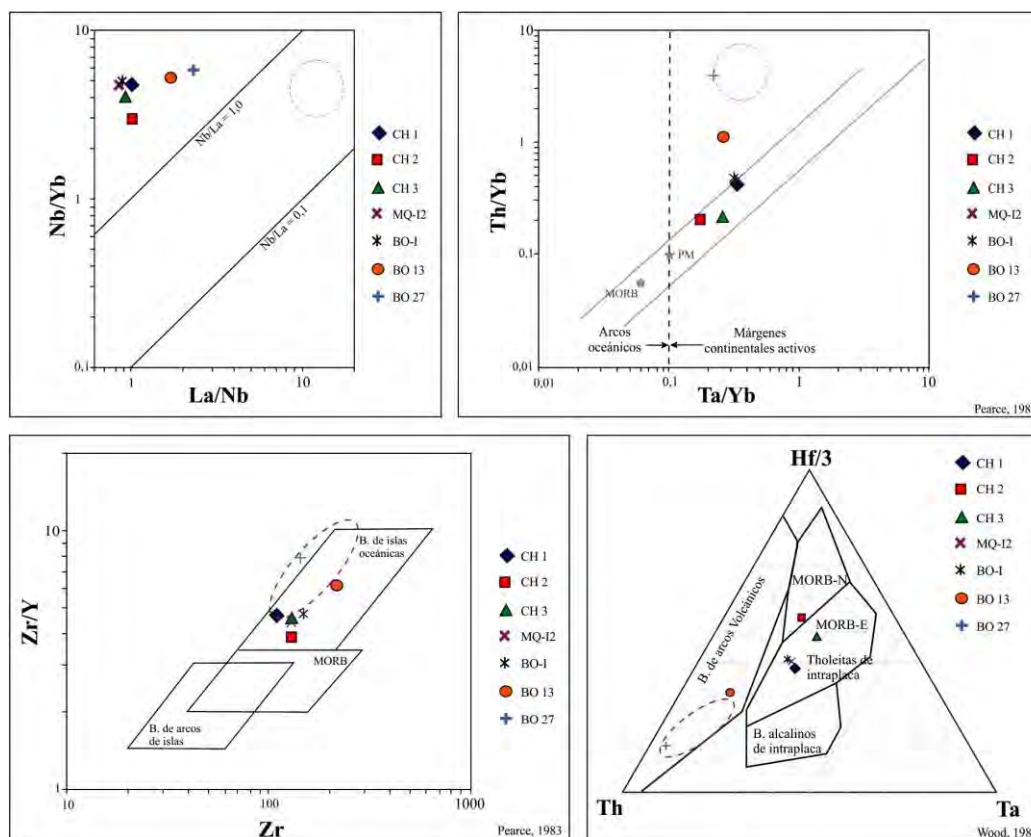 10
1
0.1
Nb/Yb
1
10
La/Nb
Nb/La = 1,0
Nb/La = 0,1
CH 1
CH 2
CH 3
MQ-I2
BO-I
BO 13
BO 27
10
1
0.1
0,01
Th/Yb
0,01
0,1
1
10
Ta/Yb
MORB
PM
Arcos
oceánicos
Márgenes
continentales activos
CH 1
CH 2
CH 3
MQ-I2
BO-I
BO 13
BO 27
Pearce, 198
10
1
Zr/Y
10
100
1000
Zr
B. de islas
oceánicas
MORB
B. de arcos
de islas
CH 1
CH 2
CH 3
MQ-I2
BO-I
BO 13
BO 27
Pearce, 1983
Hf/3
Th
Ta
B. de arcos Volcánicos
MORB-N
MORB-E
Tholeitas de
intraplaca
B. alcalinos
de intraplaca
CH 1
CH 2
CH 3
MQ-I2
BO-I
BO 13
BO 27
Wood, 198